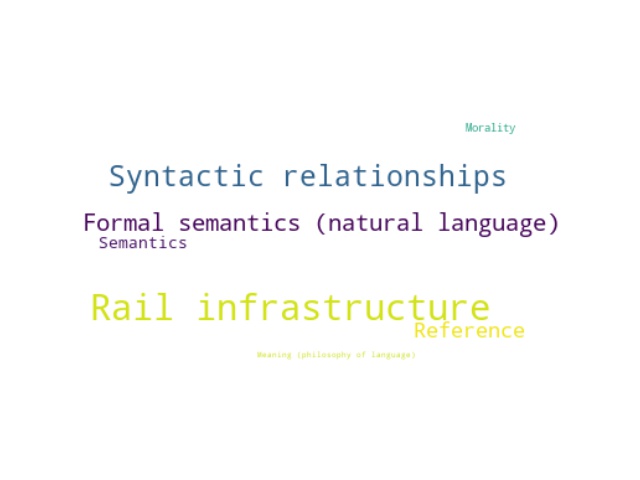 Morality
Syntactic relationships
Formal semantics (natural language)
Semantics
Rail infrastructure
Reference
Meaning (philosophy of language)